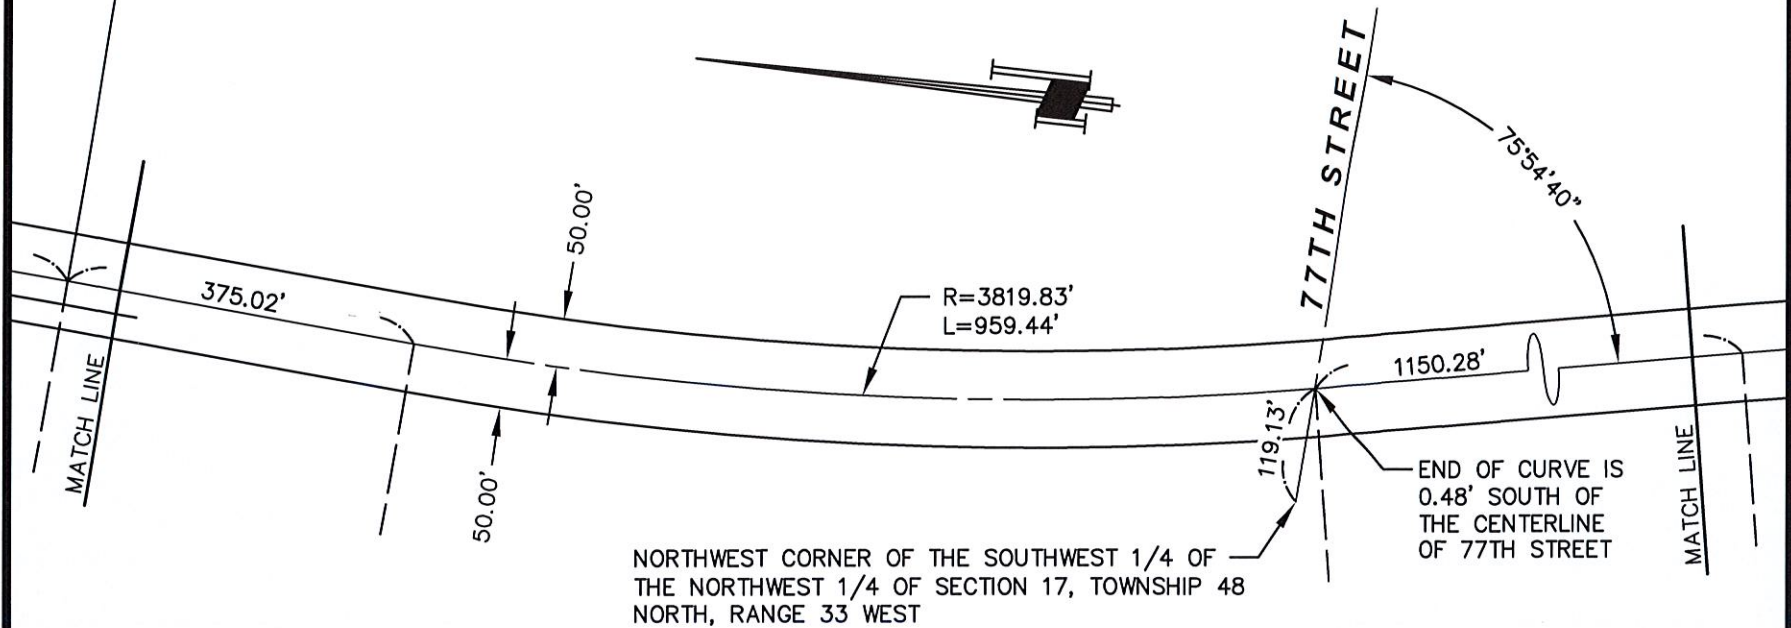 77TH STREET
75°54'40"
50.00'
375.02'
R=3819.83'
L=959.44'
1150.28'
MATCH LINE
119.13'
50.00'
END OF CURVE IS
0.48' SOUTH OF
THE CENTERLINE
OF 77TH STREET
MATCH LINE
NORTHWEST CORNER OF THE SOUTHWEST 1/4 OF
THE NORTHWEST 1/4 OF SECTION 17, TOWNSHIP 48
NORTH, RANGE 33 WEST